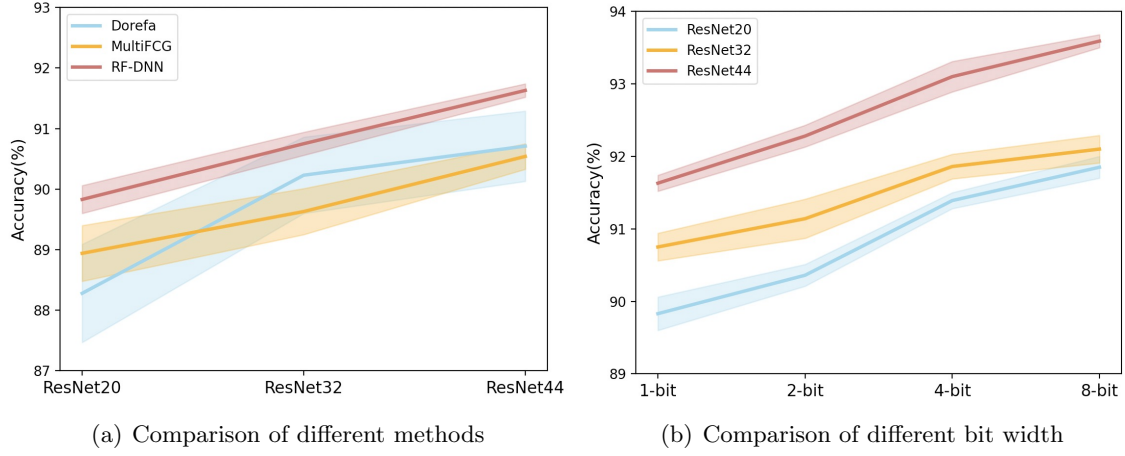 93
92
91
90
89
88
87
Accuracy(%)
Dorefa
MultiFCG
RF-DNN
ResNet20
ResNet32
ResNet44
(a) Comparison of different methods
94
93
92
91
90
89
Accuracy(%)
ResNet20
ResNet32
ResNet44
1-bit
2-bit
4-bit
8-bit
(b) Comparison of different bit width